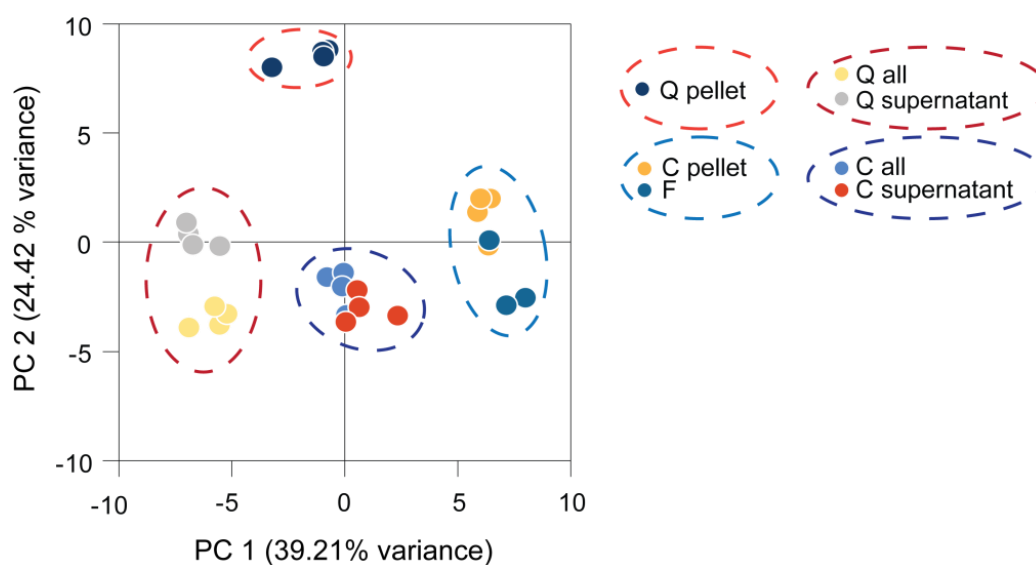 10
5
0
-5
-10
-10
-5
0
5
10
PC 2 (24.42 % variance)
PC 1 (39.21% variance)
Q pellet
Q all
Q supernatant
C pellet
F
C all
C supernatant